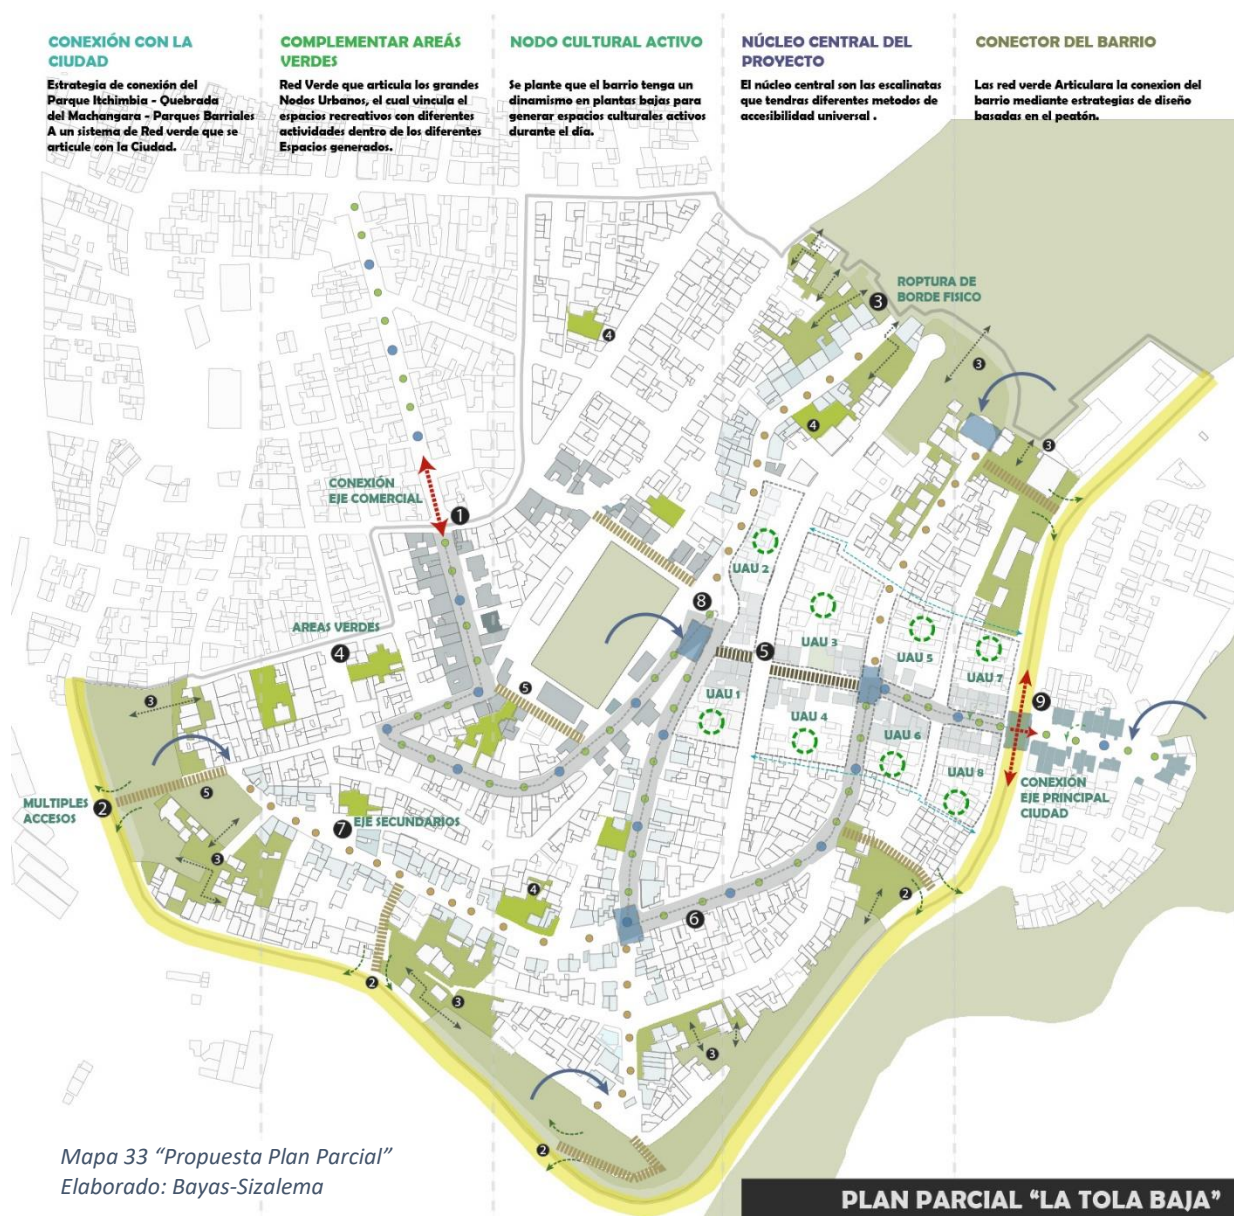 CONEXIÓN CON LA
CIUDAD
Estrategia de conexión del
Parque Itchimbia - Quebrada
del Machangara - Parques Barriales
A un sistema de Red verde que se
articule con la Ciudad.
COMPLEMENTAR AREÁS
VERDES
Red Verde que articula los grandes
Nodos Urbanos, el cual vincula el
espacios recreativos con diferentes
actividades dentro de los diferentes
Espacios generados.
NODO CULTURAL ACTIVO
Se plante que el barrio tenga un
dinamismo en plantas bajas para
generar espacios culturales activos
durante el día.
NÚCLEO CENTRAL DEL
PROYECTO
El núcleo central son las escalinatas
que tendras diferentes metodos de
accesibilidad universal .
CONECTOR DEL BARRIO
Las red verde Articulara la conexion del
barrio mediante estrategias de diseño
basadas en el peatón.
3
ROPTURA DE
BORDE FISICO
4
3
4
3
CONEXIÓN
EJE COMERCIAL
1
UAU 2
8
AREAS VERDES
4
5
UAU 3
UAU 5
UAU 7
3
5
UAU 1
UAU 4
UAU 6
9
UAU 8
CONEXIÓN
EJE PRINCIPAL
CIUDAD
MULTIPLES
ACCESOS
2
5
7
EJE SECUNDARIOS
3
4
2
6
2
3
3
2
Mapa 33 “Propuesta Plan Parcial”
Elaborado: Bayas-Sizalema
PLAN PARCIAL “LA TOLA BAJA”